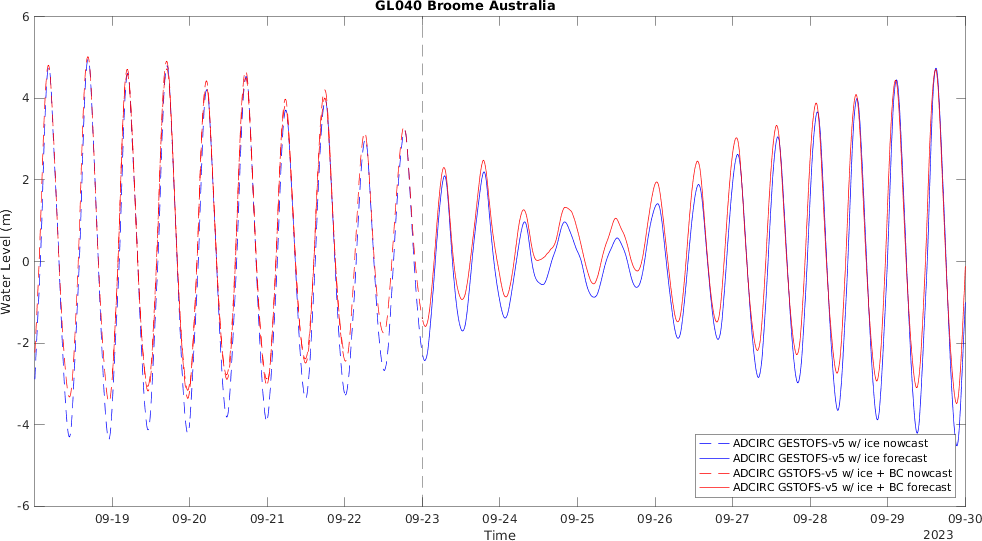 GL040 Broome Australia
6
4
2
0
-2
-4
-6
Water Level (m)
ADCIRC GESTOFS-v5 w/ ice nowcast
ADCIRC GESTOFS-v5 w/ ice forecast
ADCIRC GSTOFS-v5 w/ ice + BC nowcast
ADCIRC GSTOFS-v5 w/ ice + BC forecast
09-19 09-20 09-21 09-22 09-23 09-24 09-25 09-26 09-27 09-28 09-29 09-30
Time
2023